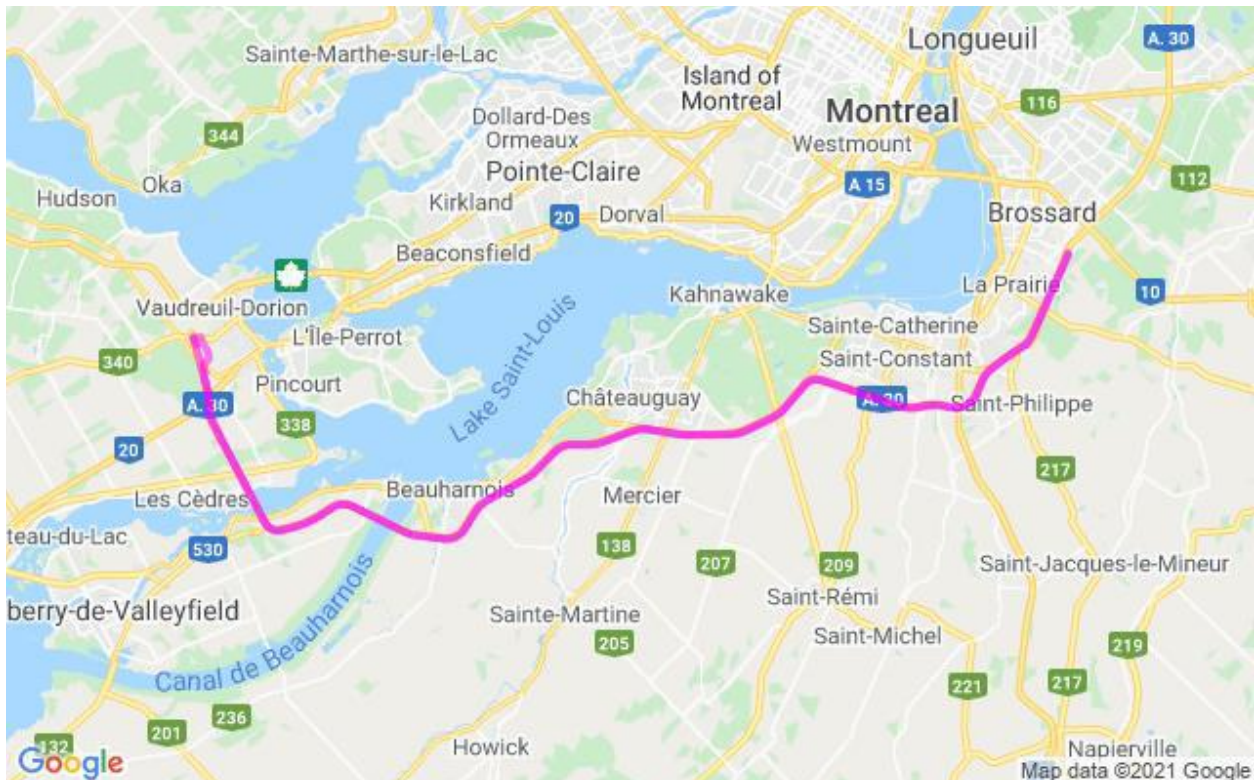 Sainte-Marthe-sur-le-Lac
Longueuil
A. 30
Island of
Montreal
Montreal
116
Dollard-Des
Ormeaux
344
Westmount
Pointe-Claire
A 15
112
Oka
Hudson
Kirkland
20
Dorval
Brossard
Beaconsfield
La Prairie
10
Kahnawake
Vaudreuil-Dorion
L'Île-Perrot
Sainte-Catherine
Saint-Constant
340
Pincourt
Lake Saint-Louis
Châteauguay
A. 30
A. 30
Saint-Philippe
338
20
217
Les Cèdres
Beauharnois
Mercier
teau-du-Lac
530
138
207
209
Saint-Jacques-le-Mineur
berry-de-Valleyfield
Sainte-Martine
Saint-Rémi
Canal de Beauharnois
205
Saint-Michel
219
221
217
236
201
132
Howick
Napierville
Google
Map data ©2021 Google